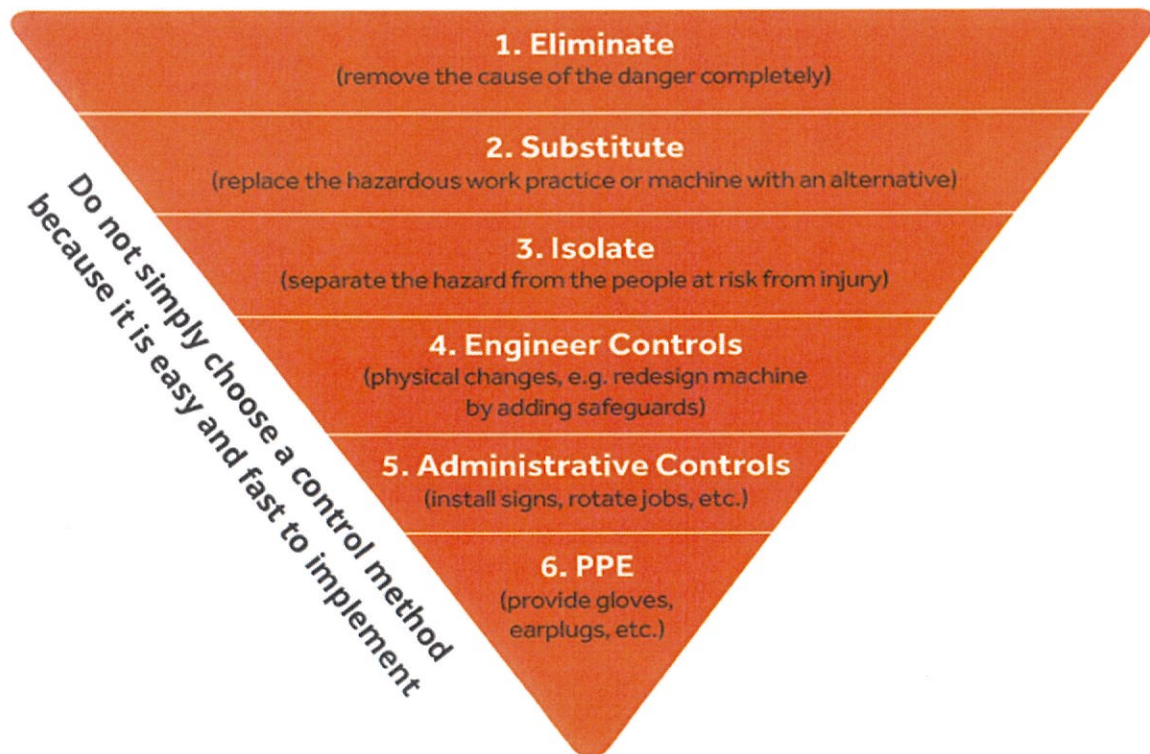 1. Eliminate
(remove the cause of the danger completely)
2. Substitute
(replace the hazardous work practice or machine with an alternative)
3. Isolate
(separate the hazard from the people at risk from injury)
4. Engineer Controls
(physical changes, e.g. redesign machine
by adding safeguards)
5. Administrative Controls
(install signs, rotate jobs, etc.)
6. PPE
(provide gloves,
earplugs, etc.)
Do not simply choose a control method
because it is easy and fast to implement